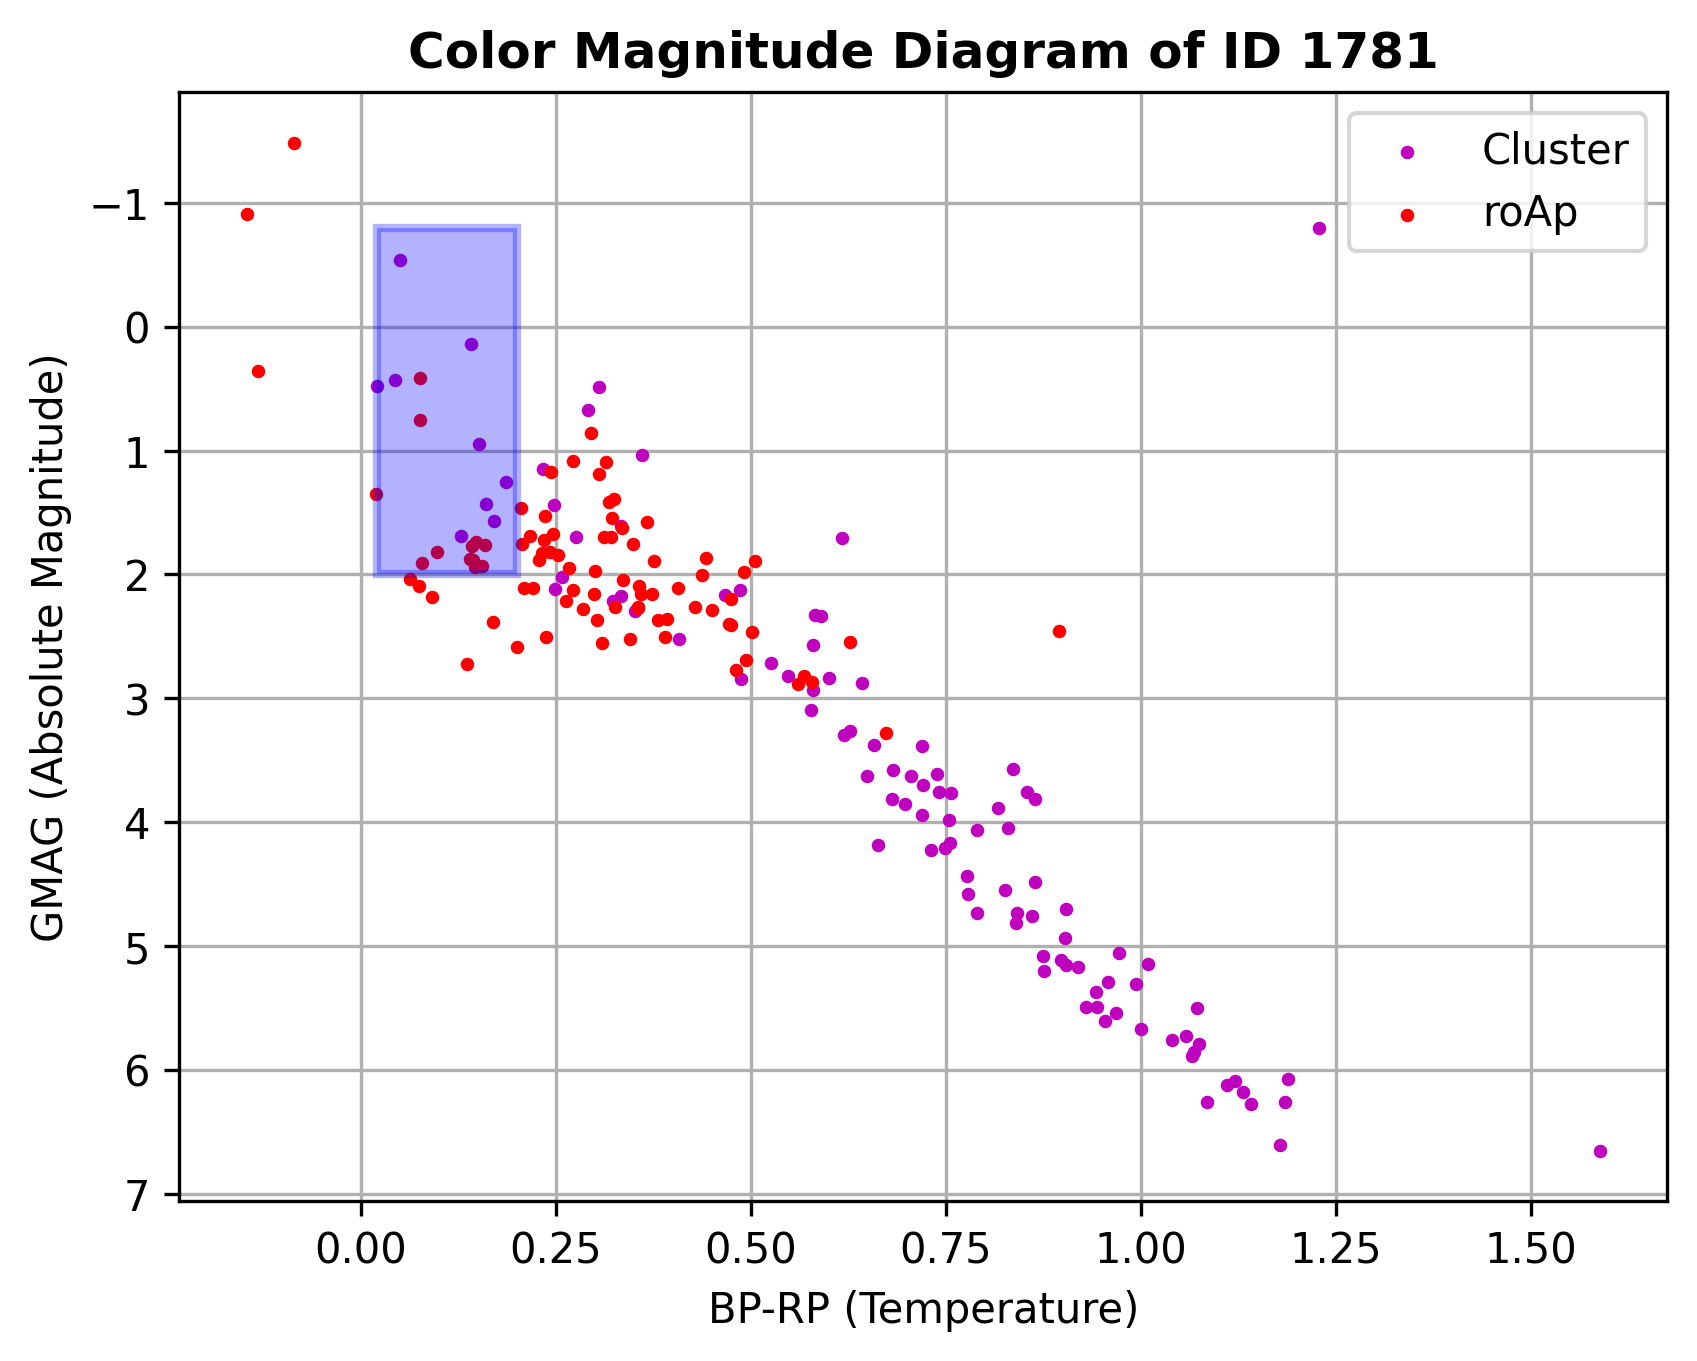 Color Magnitude Diagram of ID 1781
Cluster
roAp
GMAG (Absolute Magnitude)
−1
0
1
2
3
4
5
6
7
0.00 0.25 0.50 0.75 1.00 1.25 1.50
BP-RP (Temperature)